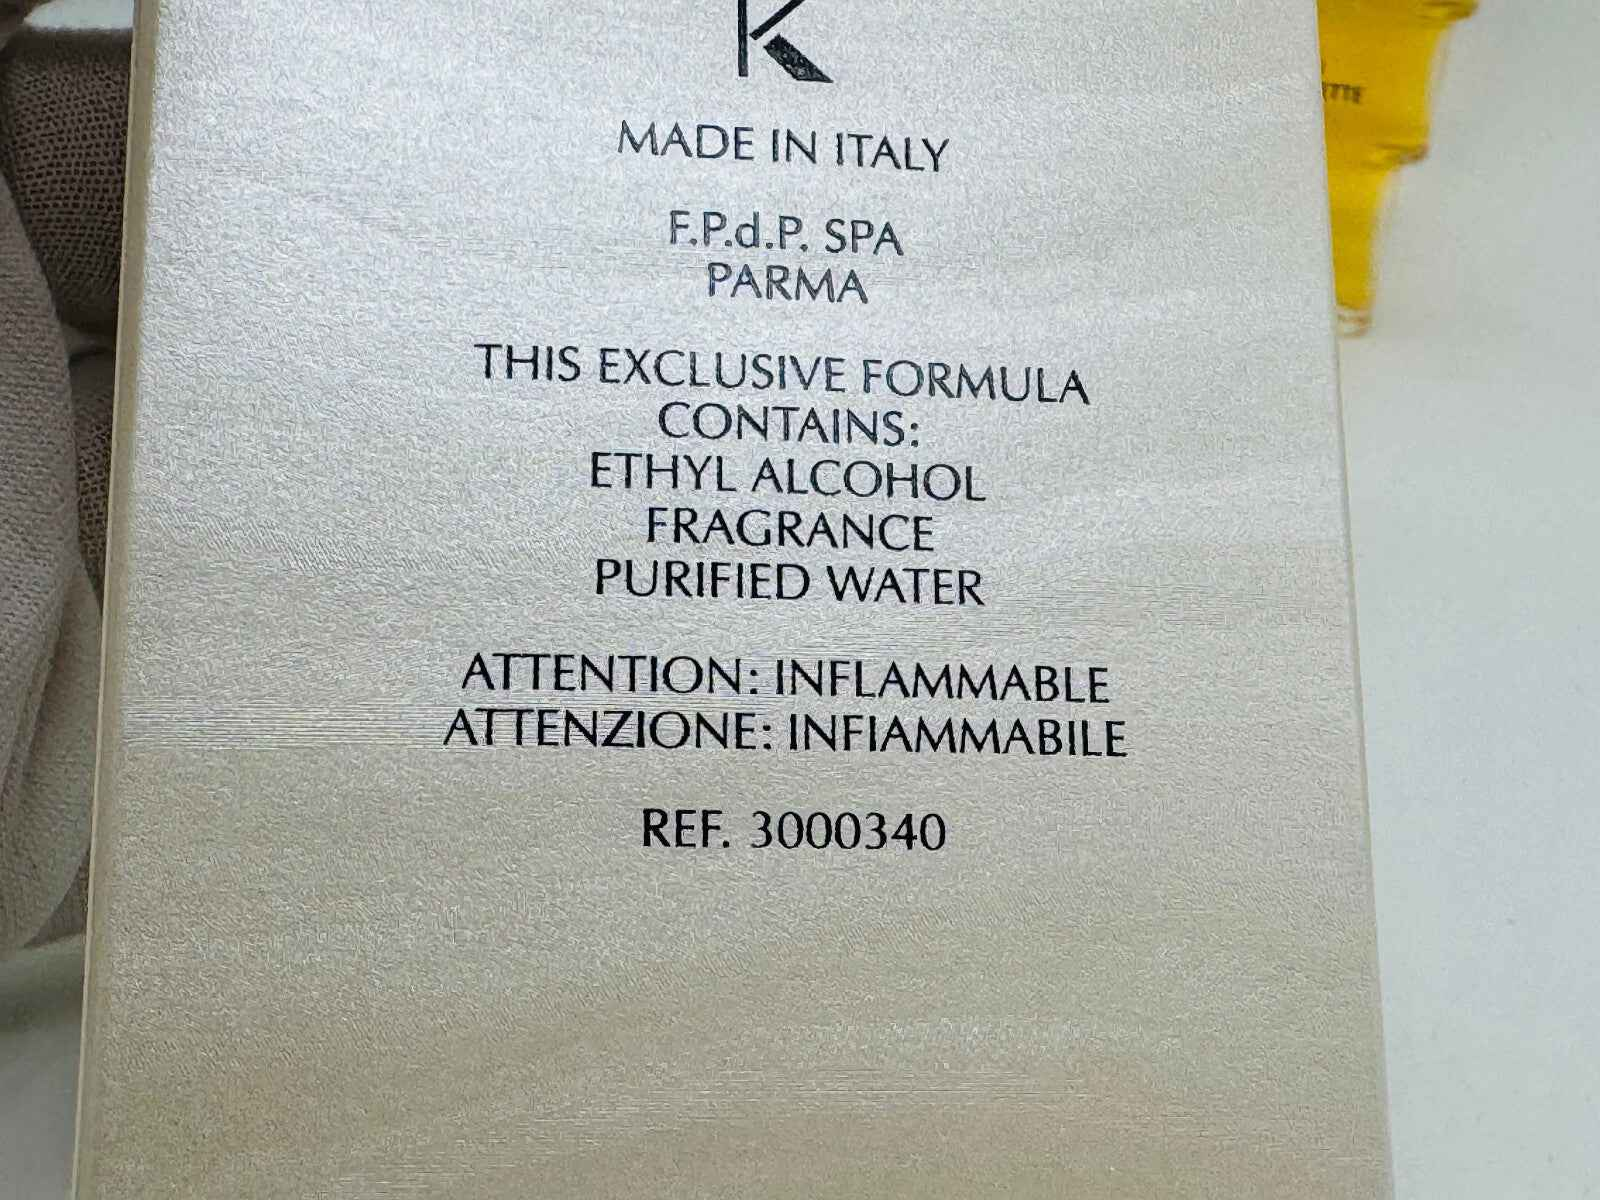 K
MADE IN ITALY
F.P.d.P. SPA
PARMA
THIS EXCLUSIVE FORMULA
CONTAINS:
ETHYL ALCOHOL
FRAGRANCE
PURIFIED WATER
ATTENTION: INFLAMMABLE
ATTENZIONE: INFIAMMABILE
REF. 3000340